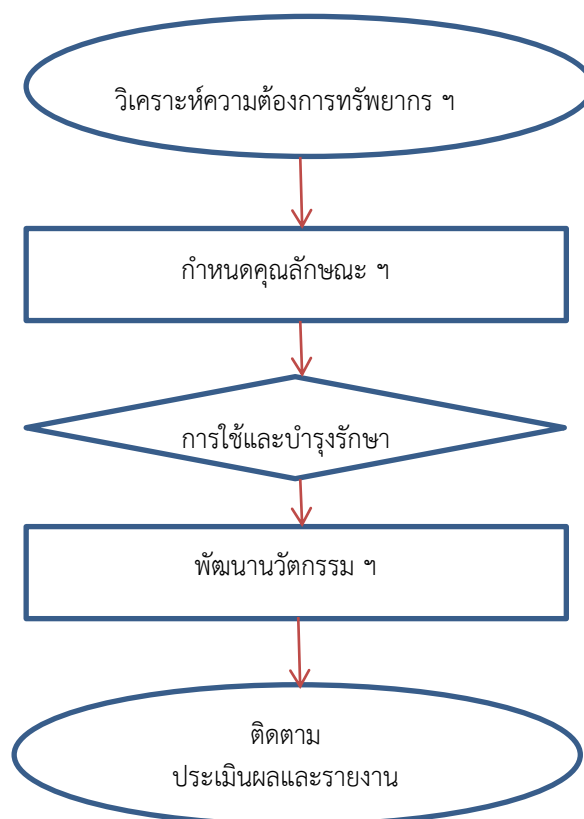 วิเคราะห์ความต้องการทรัพยากร ฯ
กำหนดคุณลักษณะ ฯ
การใช้และบำรุงรักษา
พัฒนานวัตกรรม ฯ
ติดตาม
ประเมินผลและรายงาน